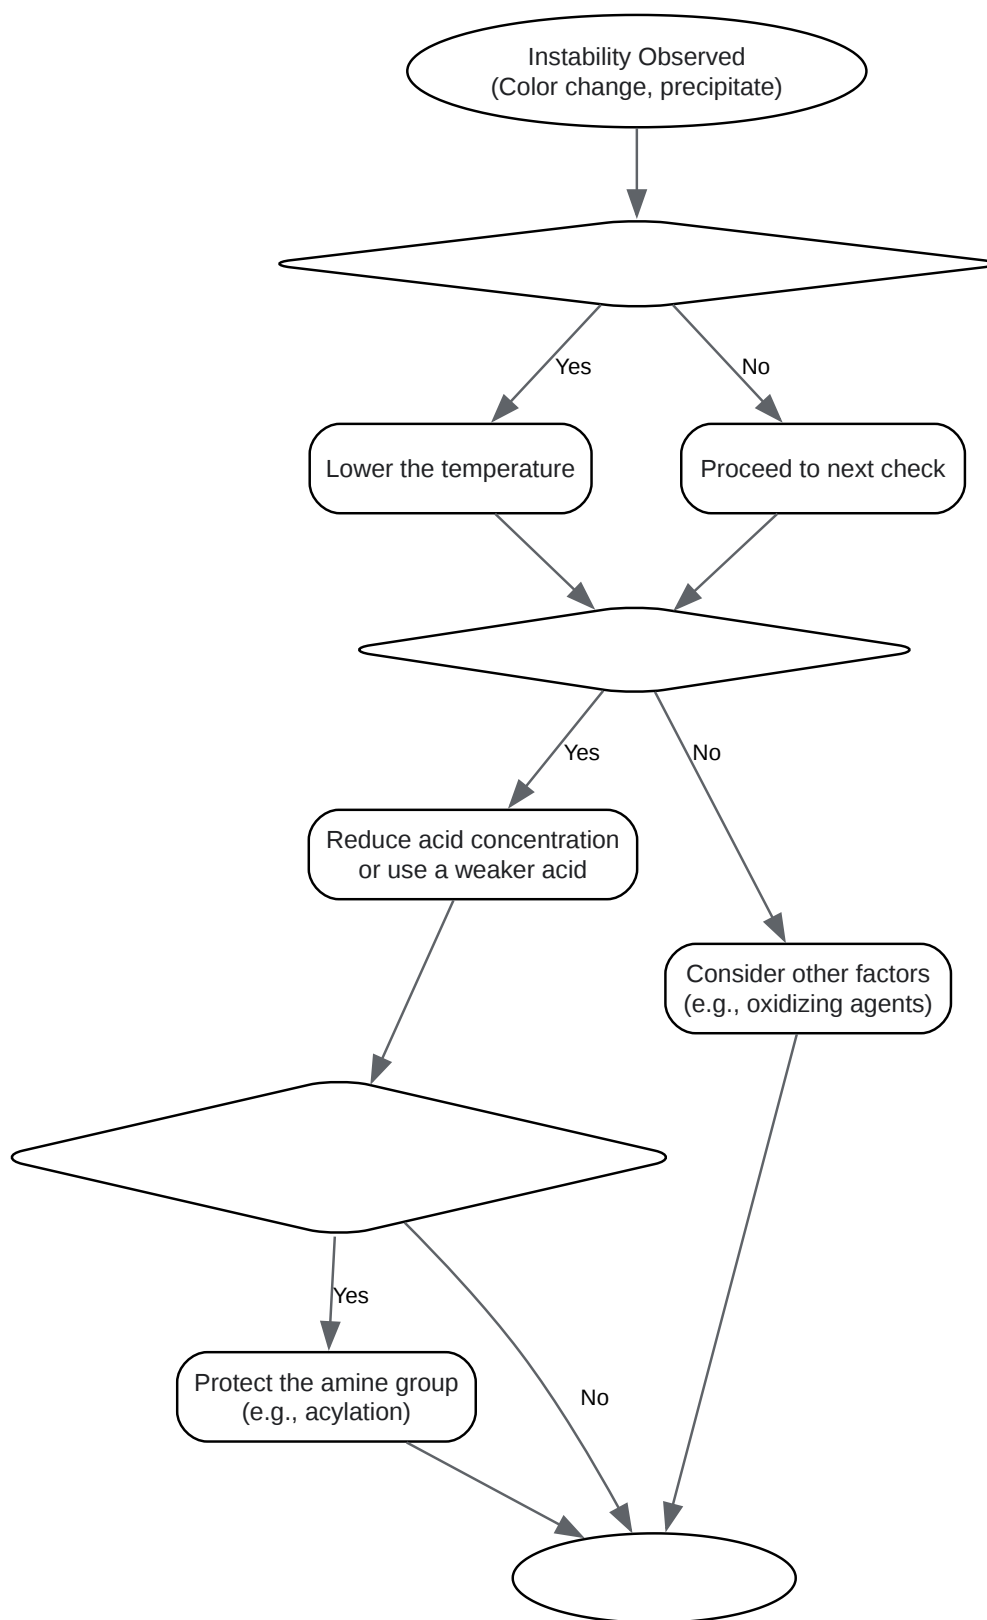 Instability Observed
(Color change, precipitate)
Yes
No
Lower the temperature
Proceed to next check
Yes
No
Reduce acid concentration
or use a weaker acid
Consider other factors
(e.g., oxidizing agents)
Yes
Protect the amine group
(e.g., acylation)
No